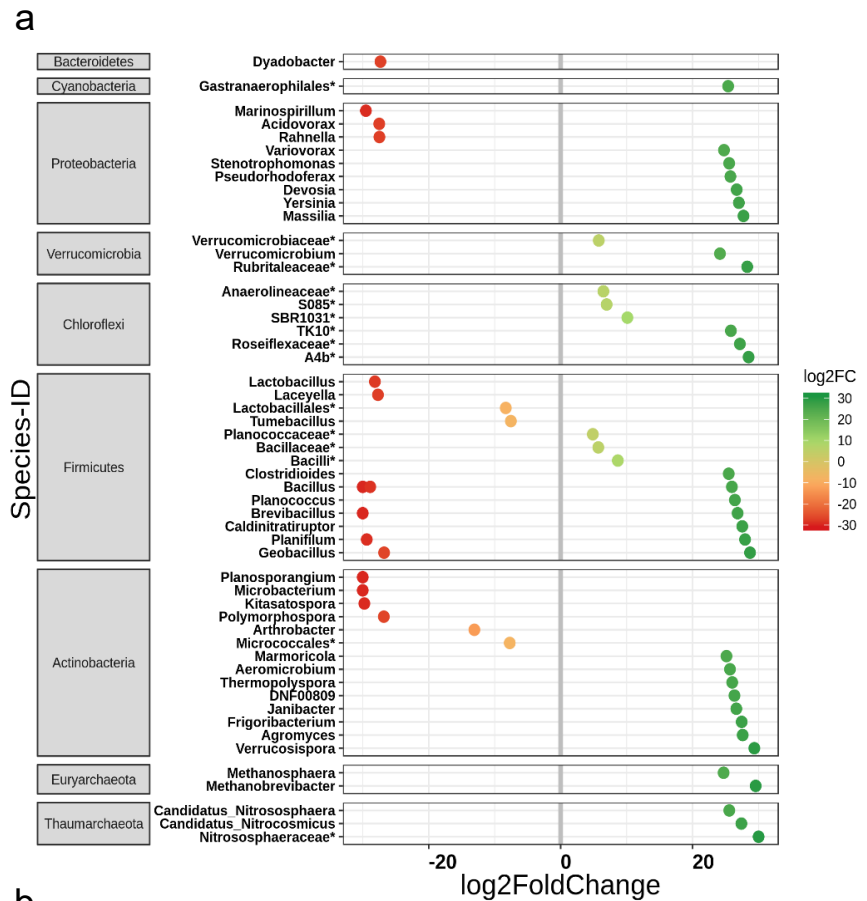 a
Bacteroidetes
Dyadobacter
Cyanobacteria
Gastranaerophilales*
Proteobacteria
Marinospirillum
Acidovorax
Rahnella
Variovorax
Stenotrophomonas
Pseudorhodoferax
Devosia
Yersinia
Massilia
Verrucomicrobia
Verrucomicrobiaceae*
Verrucomicrobium
Rubritaleaceae*
Chloroflexi
Anaerolineaceae*
S085*
SBR1031*
TK10*
Roseiflexaceae*
A4b*
Firmicutes
Lactobacillus
Laceyella
Lactobacillales*
Tumebacillus
Planococcaceae*
Bacillaceae*
Bacilli*
Clostridioides
Bacillus
Planococcus
Brevibacillus
Caldinitratiruptor
Planifilum
Geobacillus
Actinobacteria
Planosporangium
Microbacterium
Kitasatospora
Polymorphospora
Arthrobacter
Micrococcales*
Marmoricola
Aeromicrobium
Thermopolyspora
DNF00809
Janibacter
Frigoribacterium
Agromyces
Verrucosispora
Euryarchaeota
Methanosphaera
Methanobrevibacter
Thaumarchaeota
Candidatus_Nitrososphaera
Candidatus_Nitrocosmicus
Nitrososphaeraceae*
Species-ID
-20 0 20
log2FoldChange
log2FC
30
20
10
0
-10
-20
-30
b